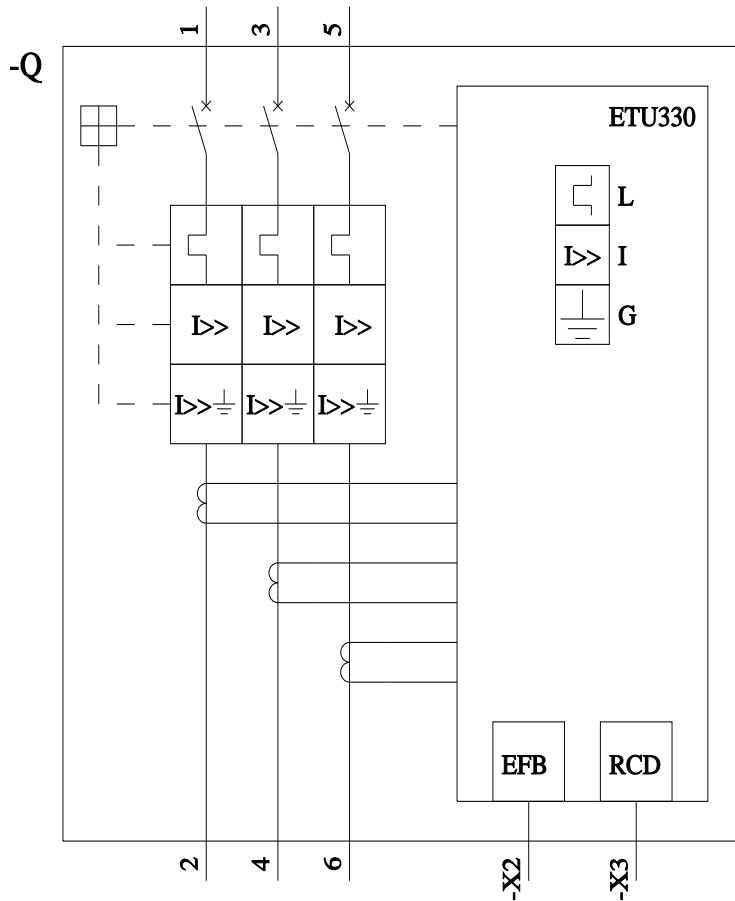 1 3 5
-Q
ETU330
L
I>> I
G
I>> I>> I>>
I>> I>> I>>
EFB RCD
2 4 6 -X2 -X3